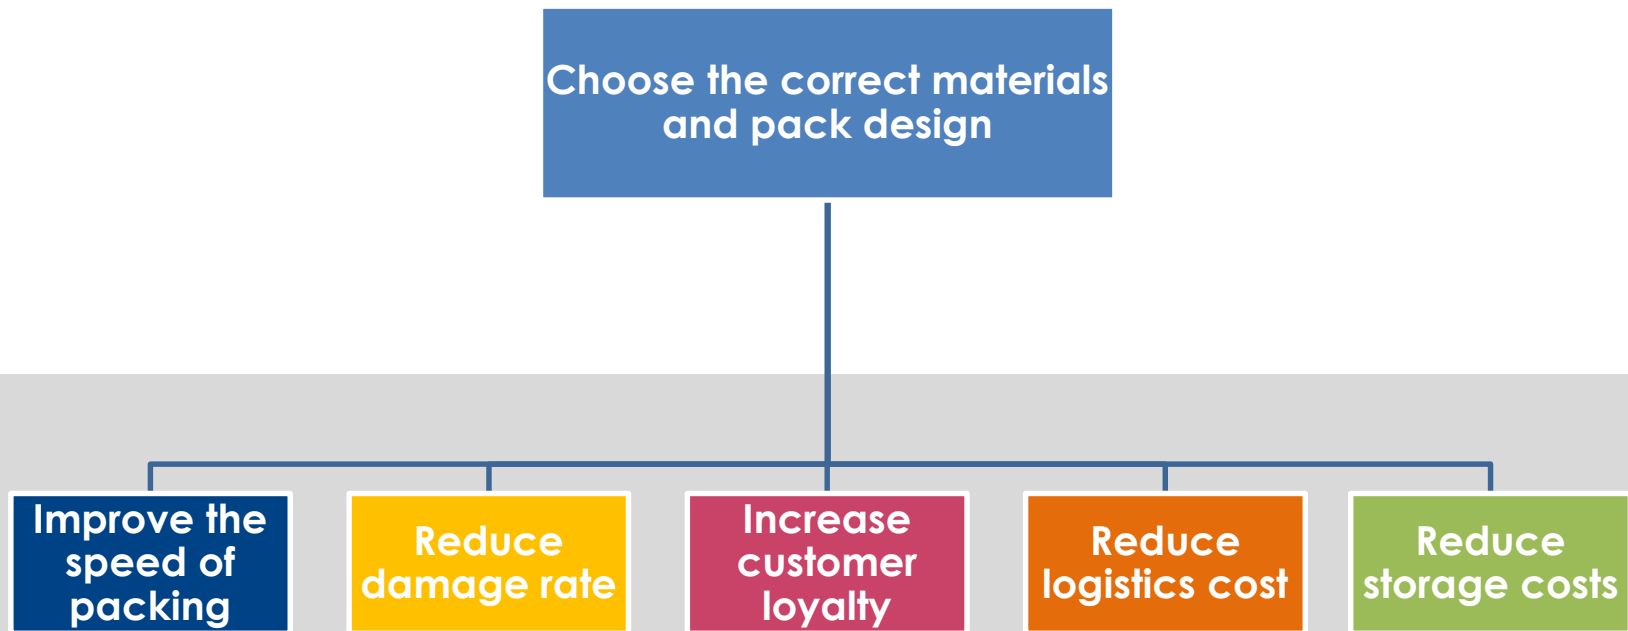 Choose the correct materials
and pack design
Improve the
speed of
packing
Reduce
damage rate
Increase
customer
loyalty
Reduce
logistics cost
Reduce
storage costs